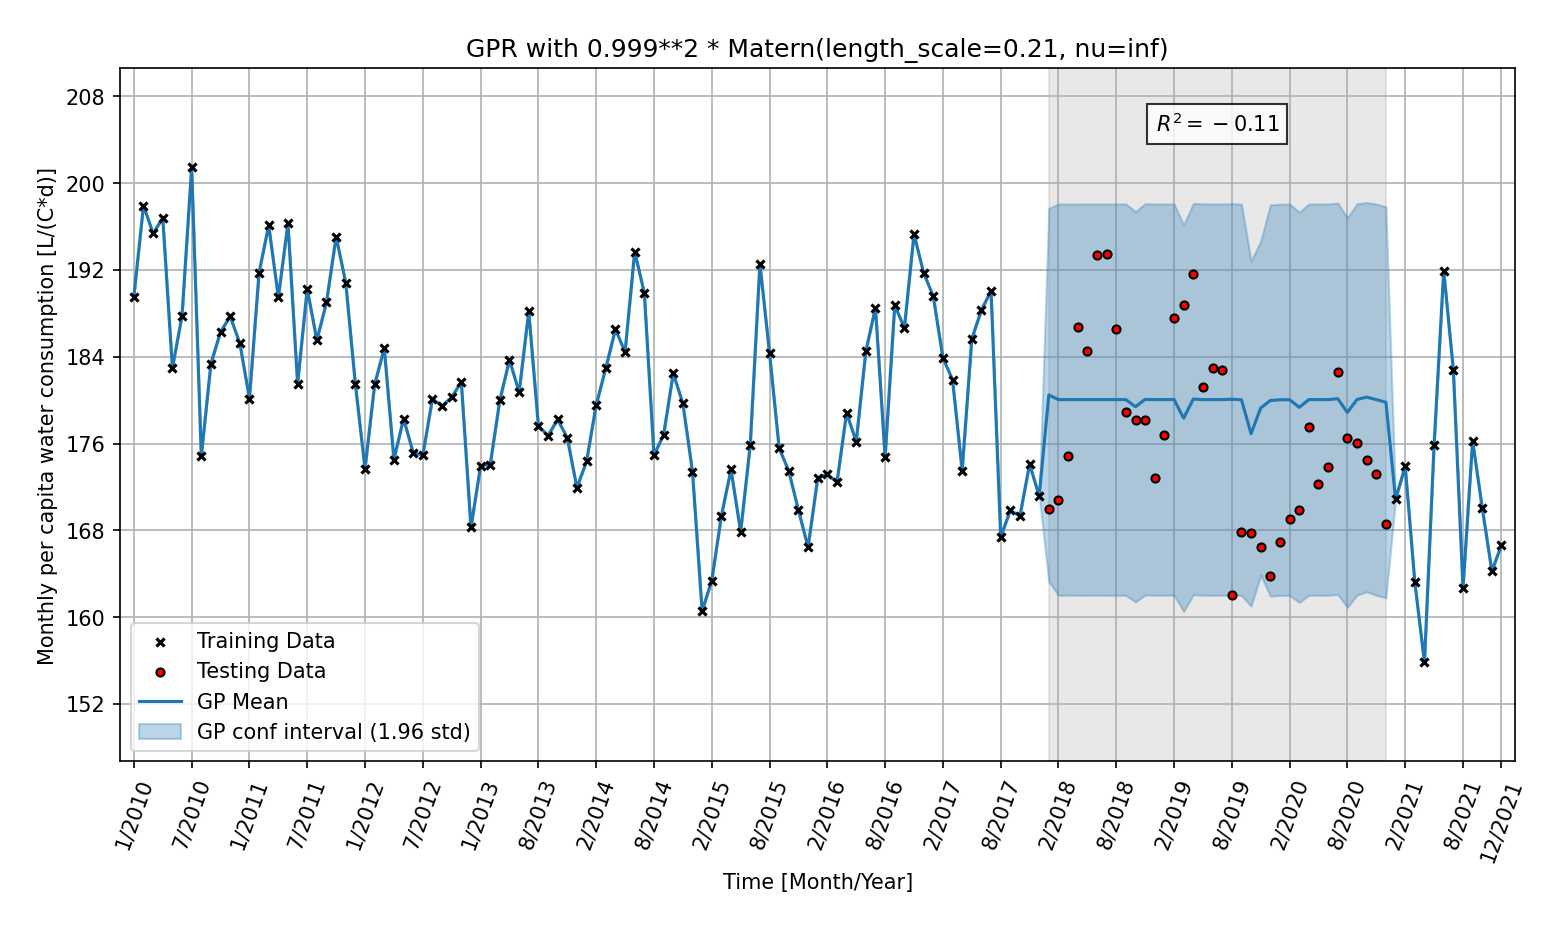 GPR with 0.999**2 * Matern(length_scale=0.21, nu=inf)
R² = −0.11
Monthly per capita water consumption [L/(C*d)]
208
200
192
184
176
168
160
152
Training Data
Testing Data
GP Mean
GP conf interval (1.96 std)
1/2010 7/2010 1/2011 7/2011 1/2012 7/2012 1/2013 8/2013 2/2014 8/2014 2/2015 8/2015 2/2016 8/2016 2/2017 8/2017 2/2018 8/2018 2/2019 8/2019 2/2020 8/2020 2/2021 8/2021 12/2021
Time [Month/Year]